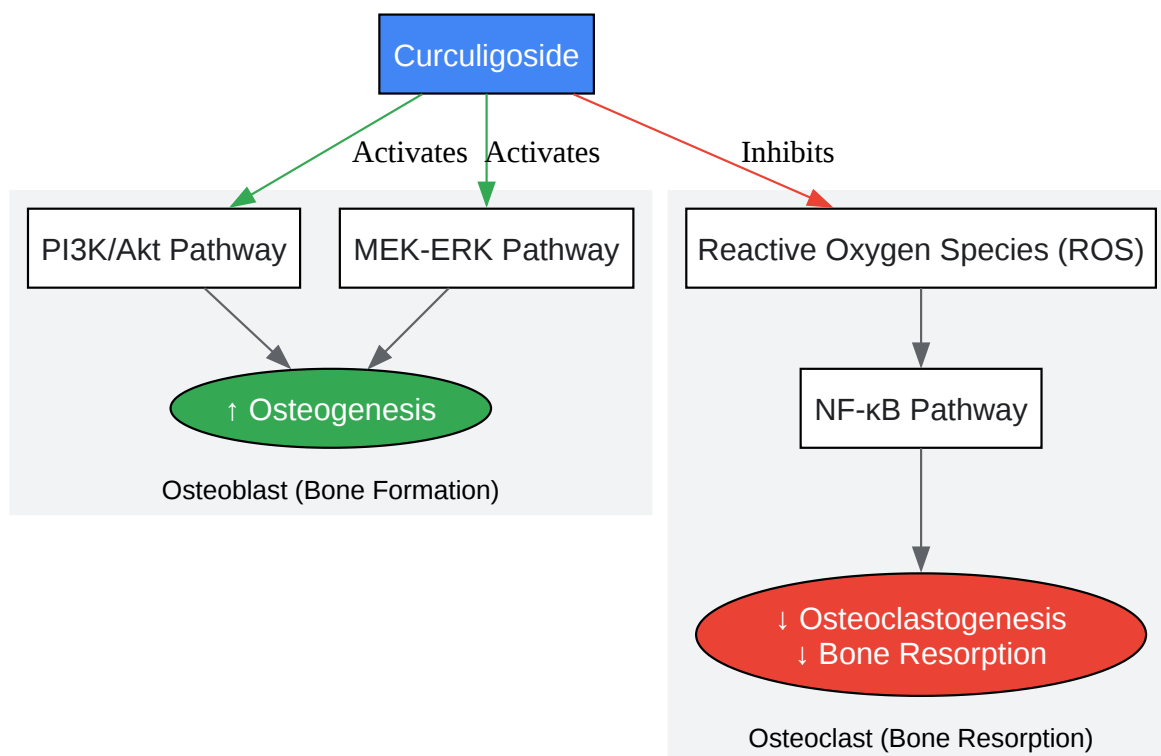 Curculigoside
Activates
Activates
Inhibits
PI3K/Akt Pathway
MEK-ERK Pathway
Reactive Oxygen Species (ROS)
↑ Osteogenesis
NF-κB Pathway
Osteoblast (Bone Formation)
↓ Osteoclastogenesis
↓ Bone Resorption
Osteoclast (Bone Resorption)